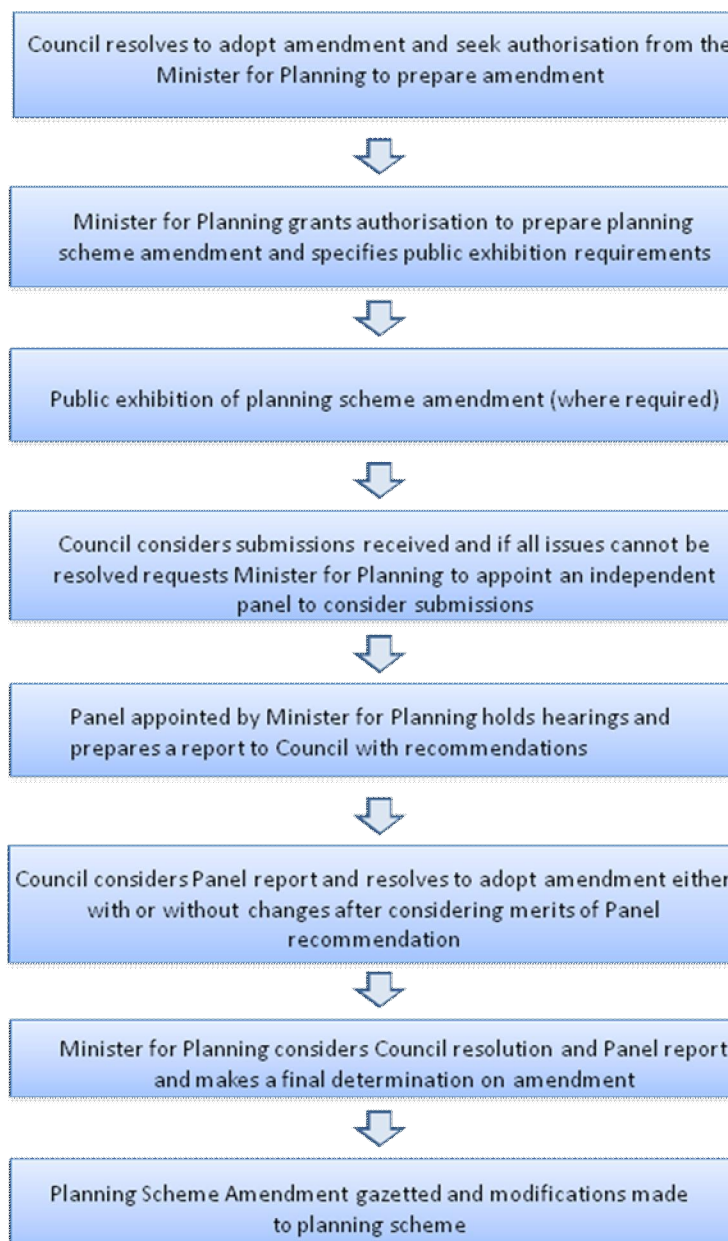 Council resolves to adopt amendment and seek authorisation from the
Minister for Planning to prepare amendment
Minister for Planning grants authorisation to prepare planning
scheme amendment and specifies public exhibition requirements
Public exhibition of planning scheme amendment (where required)
Council considers submissions received and if all issues cannot be
resolved requests Minister for Planning to appoint an independent
panel to consider submissions
Panel appointed by Minister for Planning holds hearings and
prepares a report to Council with recommendations
Council considers Panel report and resolves to adopt amendment either
with or without changes after considering merits of Panel
recommendation
Minister for Planning considers Council resolution and Panel report
and makes a final determination on amendment
Planning Scheme Amendment gazetted and modifications made
to planning scheme